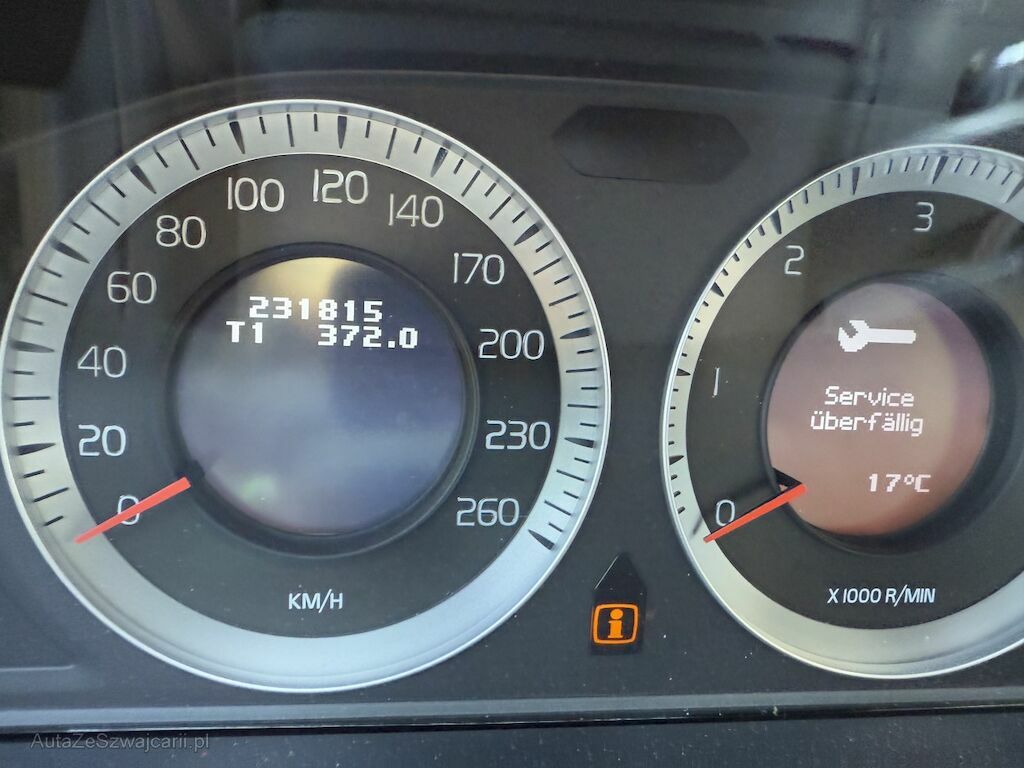 0
20
40
60
80
100
120
140
170
200
230
260
KM/H
231815
T1 372.0
i
0
1
2
3
X 1000 R/MIN
Service
überfällig
17°C
AutaZeSzwajcarii.pl